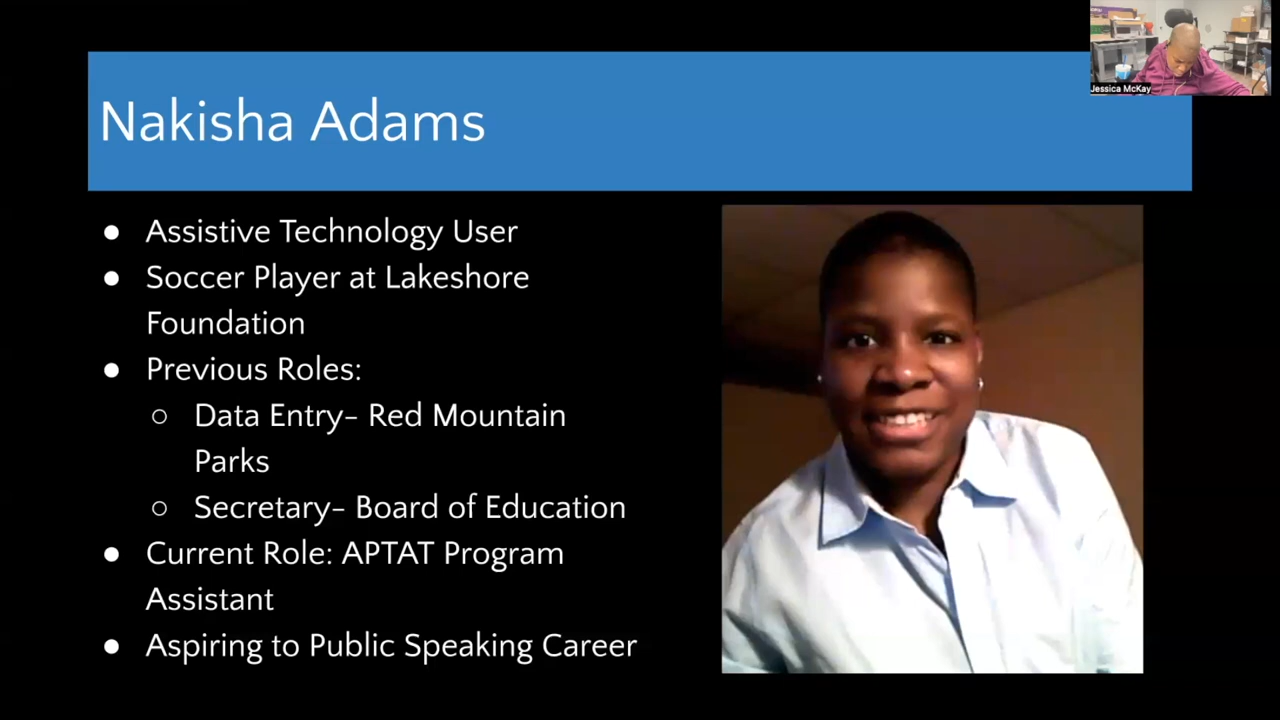 Jessica McKay
Nakisha Adams
● Assistive Technology User
● Soccer Player at Lakeshore
Foundation
● Previous Roles:
○ Data Entry- Red Mountain
Parks
○ Secretary- Board of Education
● Current Role: APTAT Program
Assistant
● Aspiring to Public Speaking Career